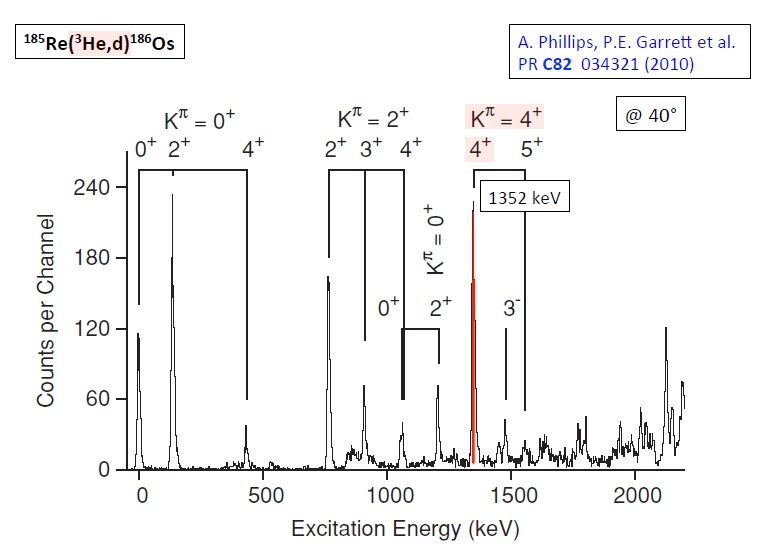 ¹⁸⁵Re(³He,d)¹⁸⁶Os
A. Phillips, P.E. Garrett et al.
PR C82 034321 (2010)
@ 40°
Kπ = 0⁺
Kπ = 2⁺
Kπ = 4⁺
0⁺ 2⁺ 4⁺
2⁺ 3⁺ 4⁺
4⁺ 5⁺
1352 keV
Kπ = 0⁺
0⁺ 2⁺
3⁻
Counts per Channel
240
180
120
60
0
0 500 1000 1500 2000
Excitation Energy (keV)